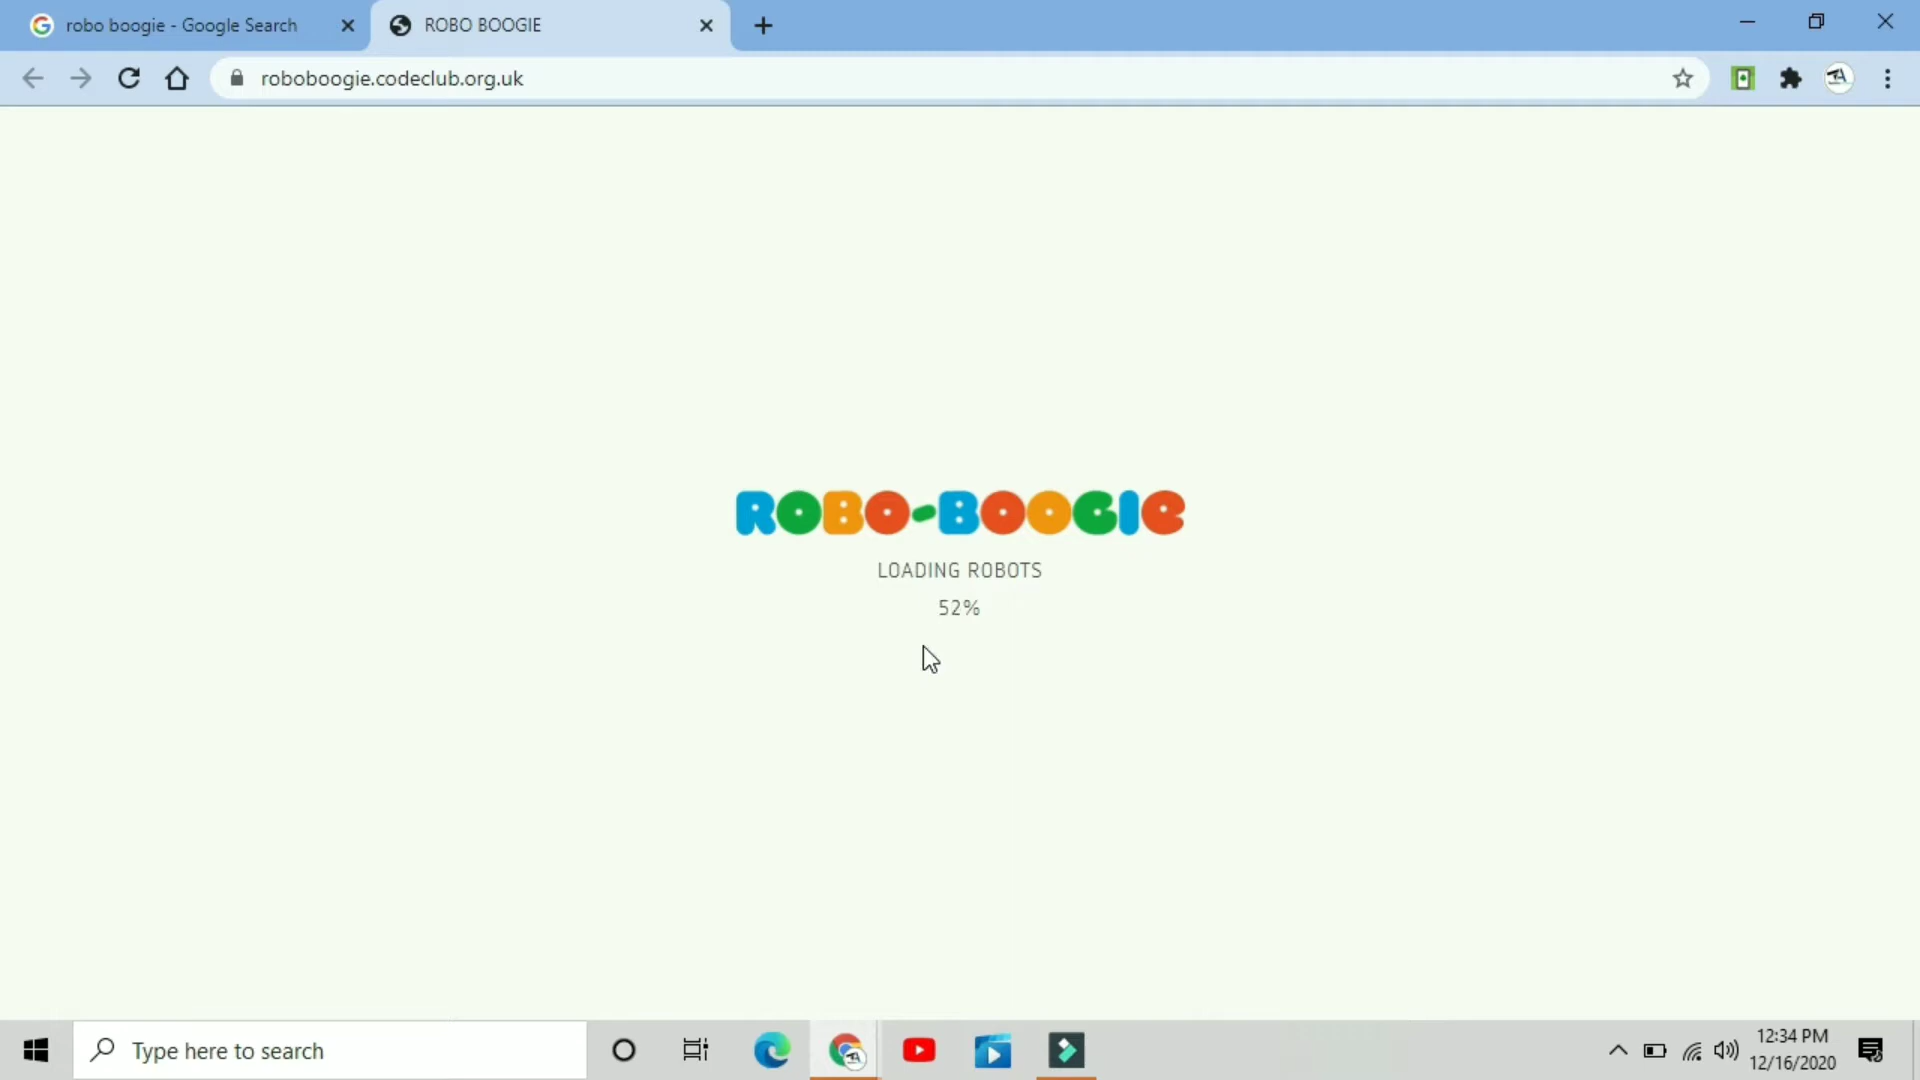 robo boogie - Google Search
ROBO BOOGIE
roboboogie.codeclub.org.uk
ROBO-BOOGIE
LOADING ROBOTS
52%
Type here to search
12:34 PM
12/16/2020